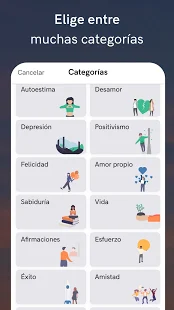 Elige entre
muchas categorías
Cancelar Categorías
Autoestima Desamor
Depresión Positivismo
Felicidad Amor propio
Sabiduría Vida
Afirmaciones Esfuerzo
Éxito Amistad